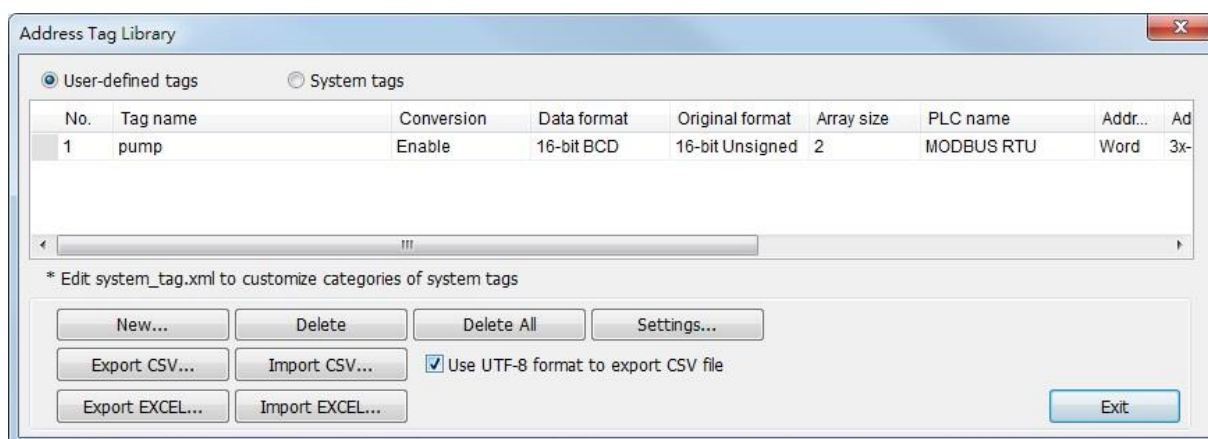 Address Tag Library
User-defined tags System tags
No. Tag name Conversion Data format Original format Array size PLC name Addr... Ad
1 pump Enable 16-bit BCD 16-bit Unsigned 2 MODBUS RTU Word 3x-
* Edit system_tag.xml to customize categories of system tags
New... Delete Delete All Settings...
Export CSV... Import CSV... Use UTF-8 format to export CSV file
Export EXCEL... Import EXCEL... Exit